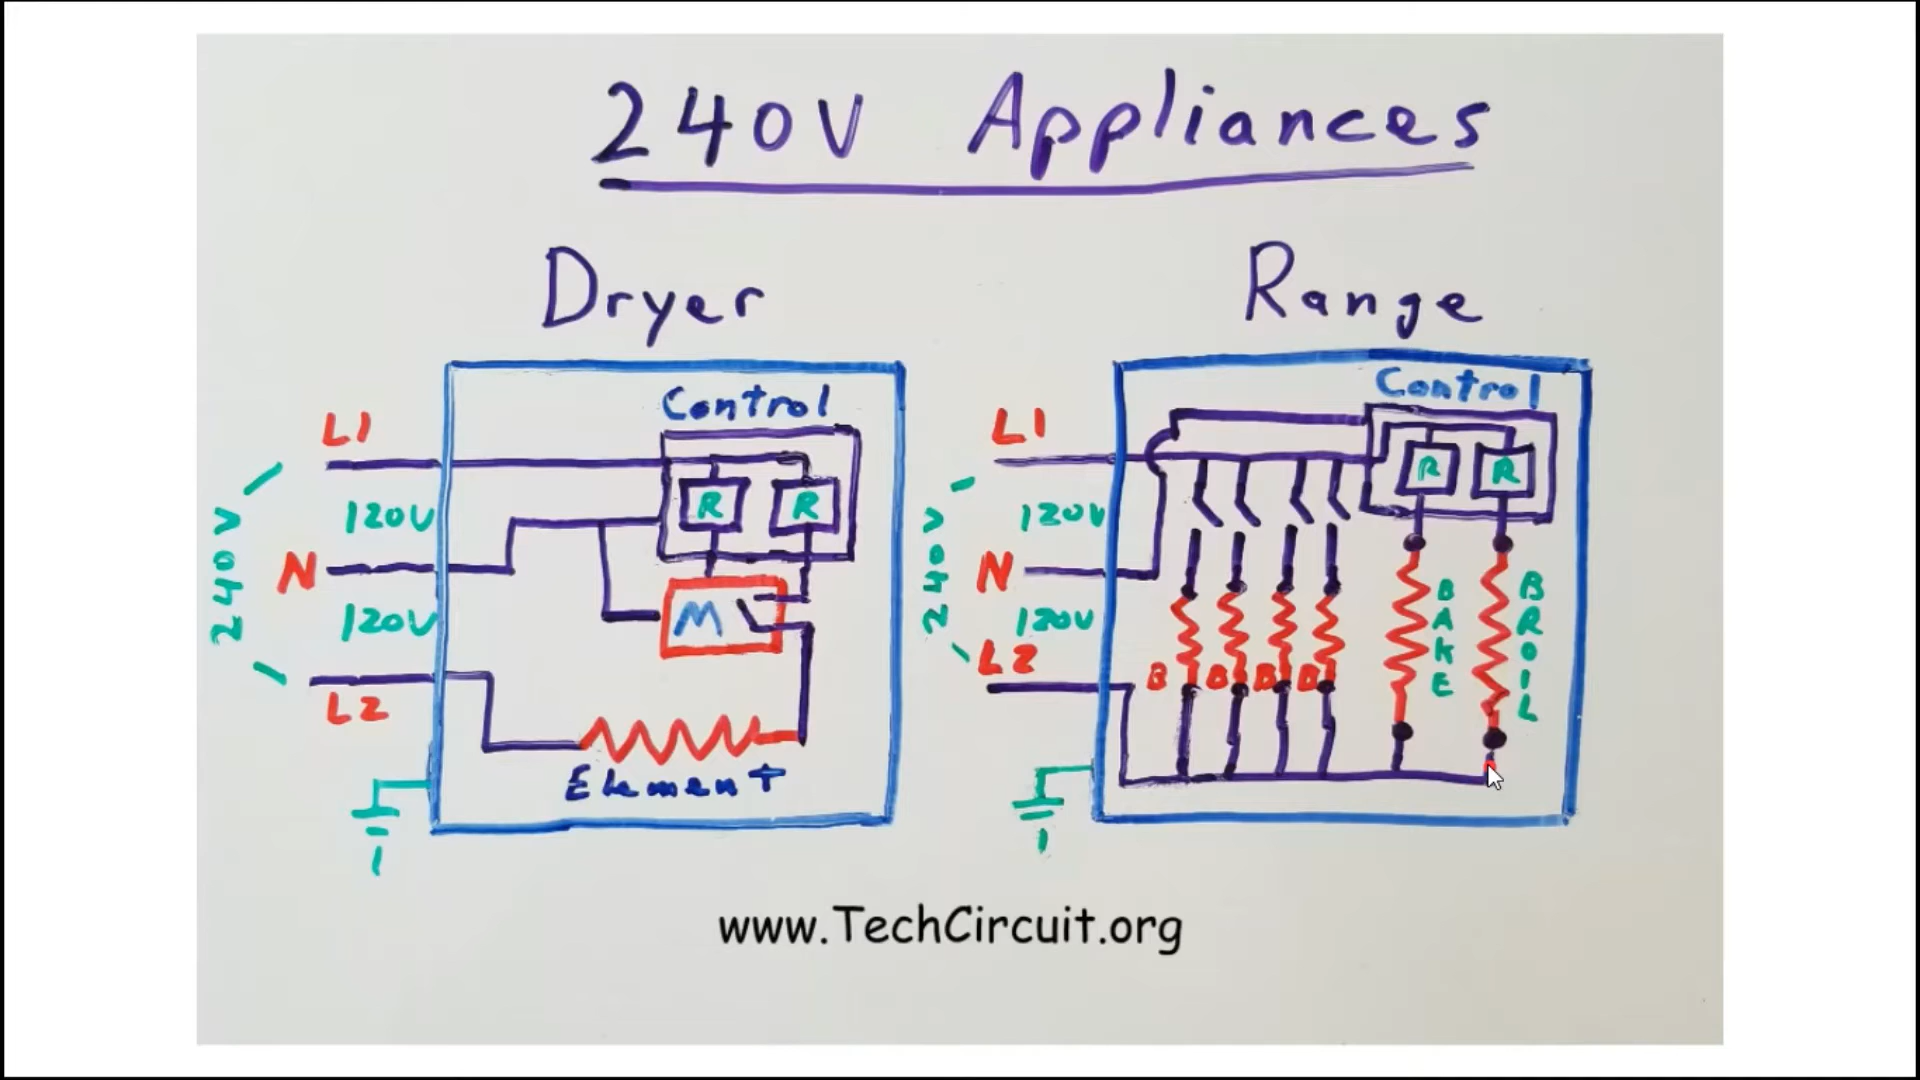 240V Appliances
Dryer
Range
Control
L1
120V
240V
N
120V
L2
R
R
M
Element
Control
L1
120V
240V
N
120V
L2
R
R
B
B
B
B
BAKE
BROIL
www.TechCircuit.org